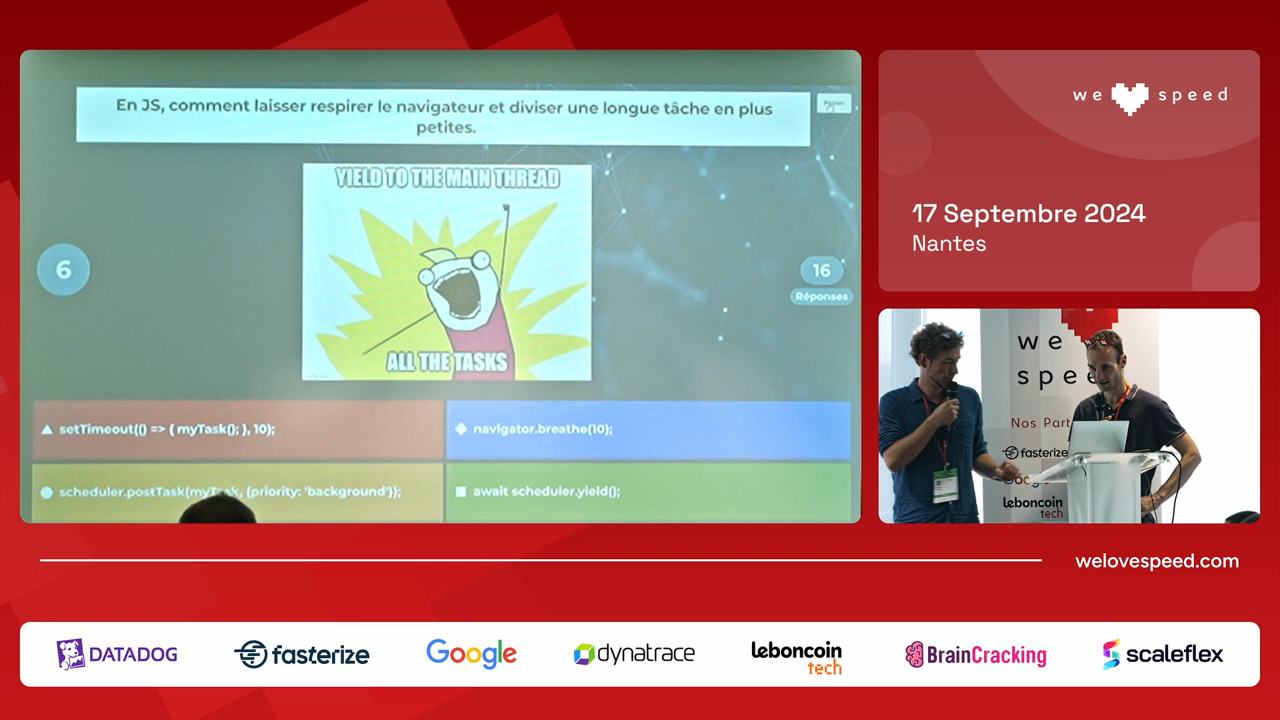 En JS, comment laisser respirer le navigateur et diviser une longue tâche en plus
petites.
YIELD TO THE MAIN THREAD
ALL THE TASKS
6
16
Réponses
setTimeout(() => { myTask(); }, 10);
navigator.breathe(10);
scheduler.postTask(myTask, {priority: 'background'});
await scheduler.yield();
we speed
17 Septembre 2024
Nantes
we
spee
Nos Part
fasterize
Google
leboncoin
tech
welovespeed.com
DATADOG
fasterize
Google
dynatrace
leboncoin
tech
BrainCracking
scaleflex